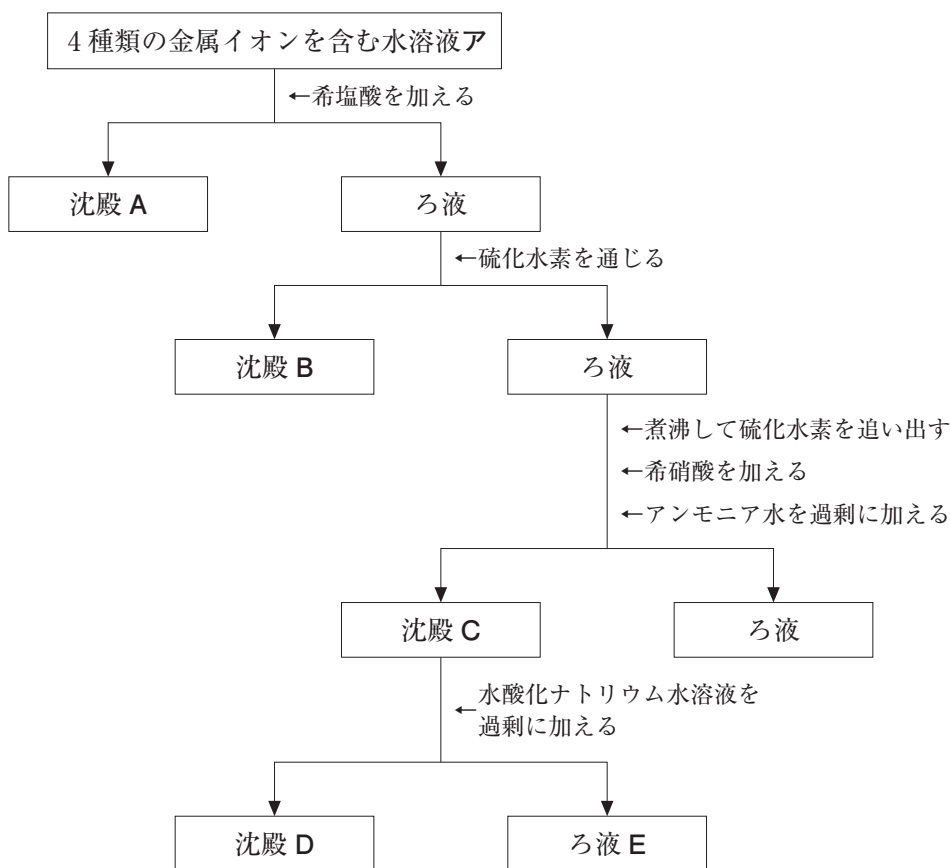 4種類の金属イオンを含む水溶液ア
←希塩酸を加える
沈殿 A
ろ液
←硫化水素を通じる
沈殿 B
ろ液
←煮沸して硫化水素を追い出す
←希硝酸を加える
←アンモニア水を過剰に加える
沈殿 C
ろ液
←水酸化ナトリウム水溶液を
過剰に加える
沈殿 D
ろ液 E